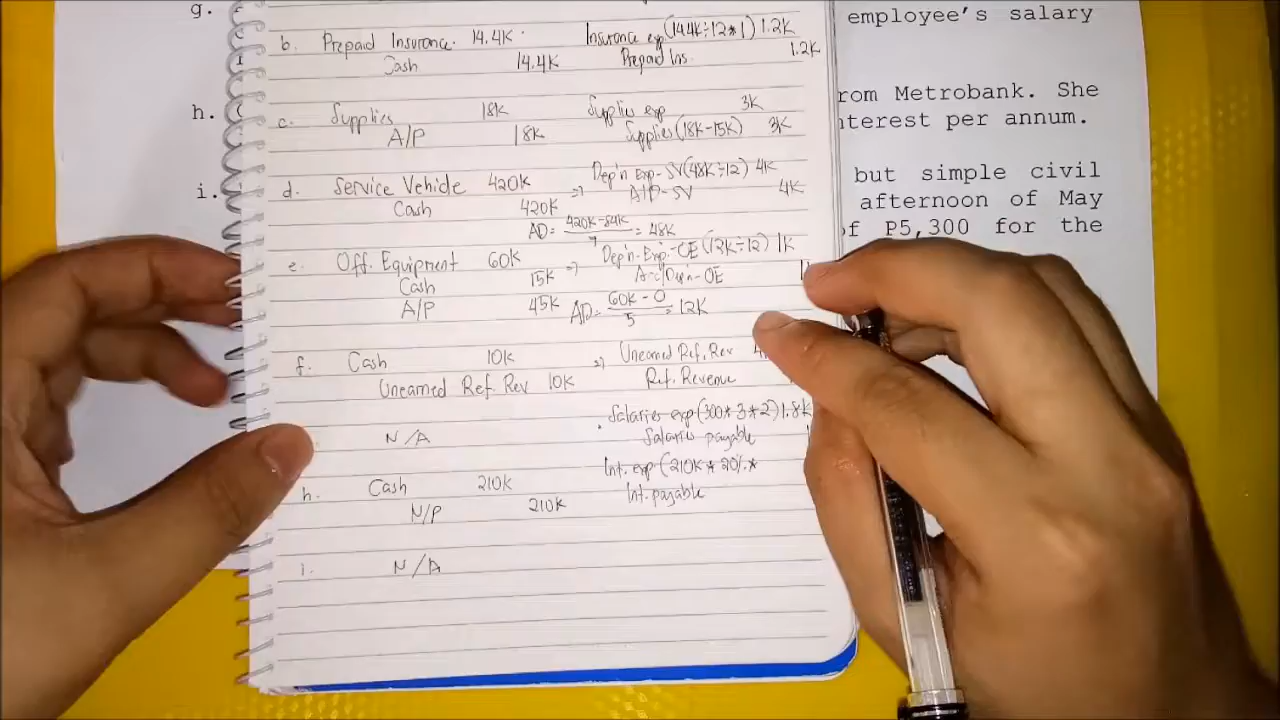 g.
employee's salary
b. Prepaid Insurance. 14.4K Insurance exp (14.4K÷12*1) 1.2K
Cash 14.4K Prepaid Ins. 1.2K
h.
rom Metrobank. She
c. Supplies 18K Supplies exp 3K
nterest per annum.
A/P 18K Supplies (18K-15K) 3K
but simple civil
i.
d. Service Vehicle 420K => Dep'n Exp-SV (48K÷12) 4K
Cash 420K A/D-SV 4K
afternoon of May
AD= 420K-84K/7 = 48K
f P5,300 for the
e. Off. Equipment 60K => Dep'n Exp.-OE (12K÷12) 1K
Cash 15K Acc. Dep'n-OE
A/P 45K AD= 60K-0/5 = 12K
f. Cash 10K => Unearned Ref. Rev
Unearned Ref. Rev 10K Ref. Revenue
Salaries exp (300*3*2) 1.8K
N/A Salaries payable
Int. exp (210K*20%*
h. Cash 210K Int. payable
N/P 210K
i. N/A